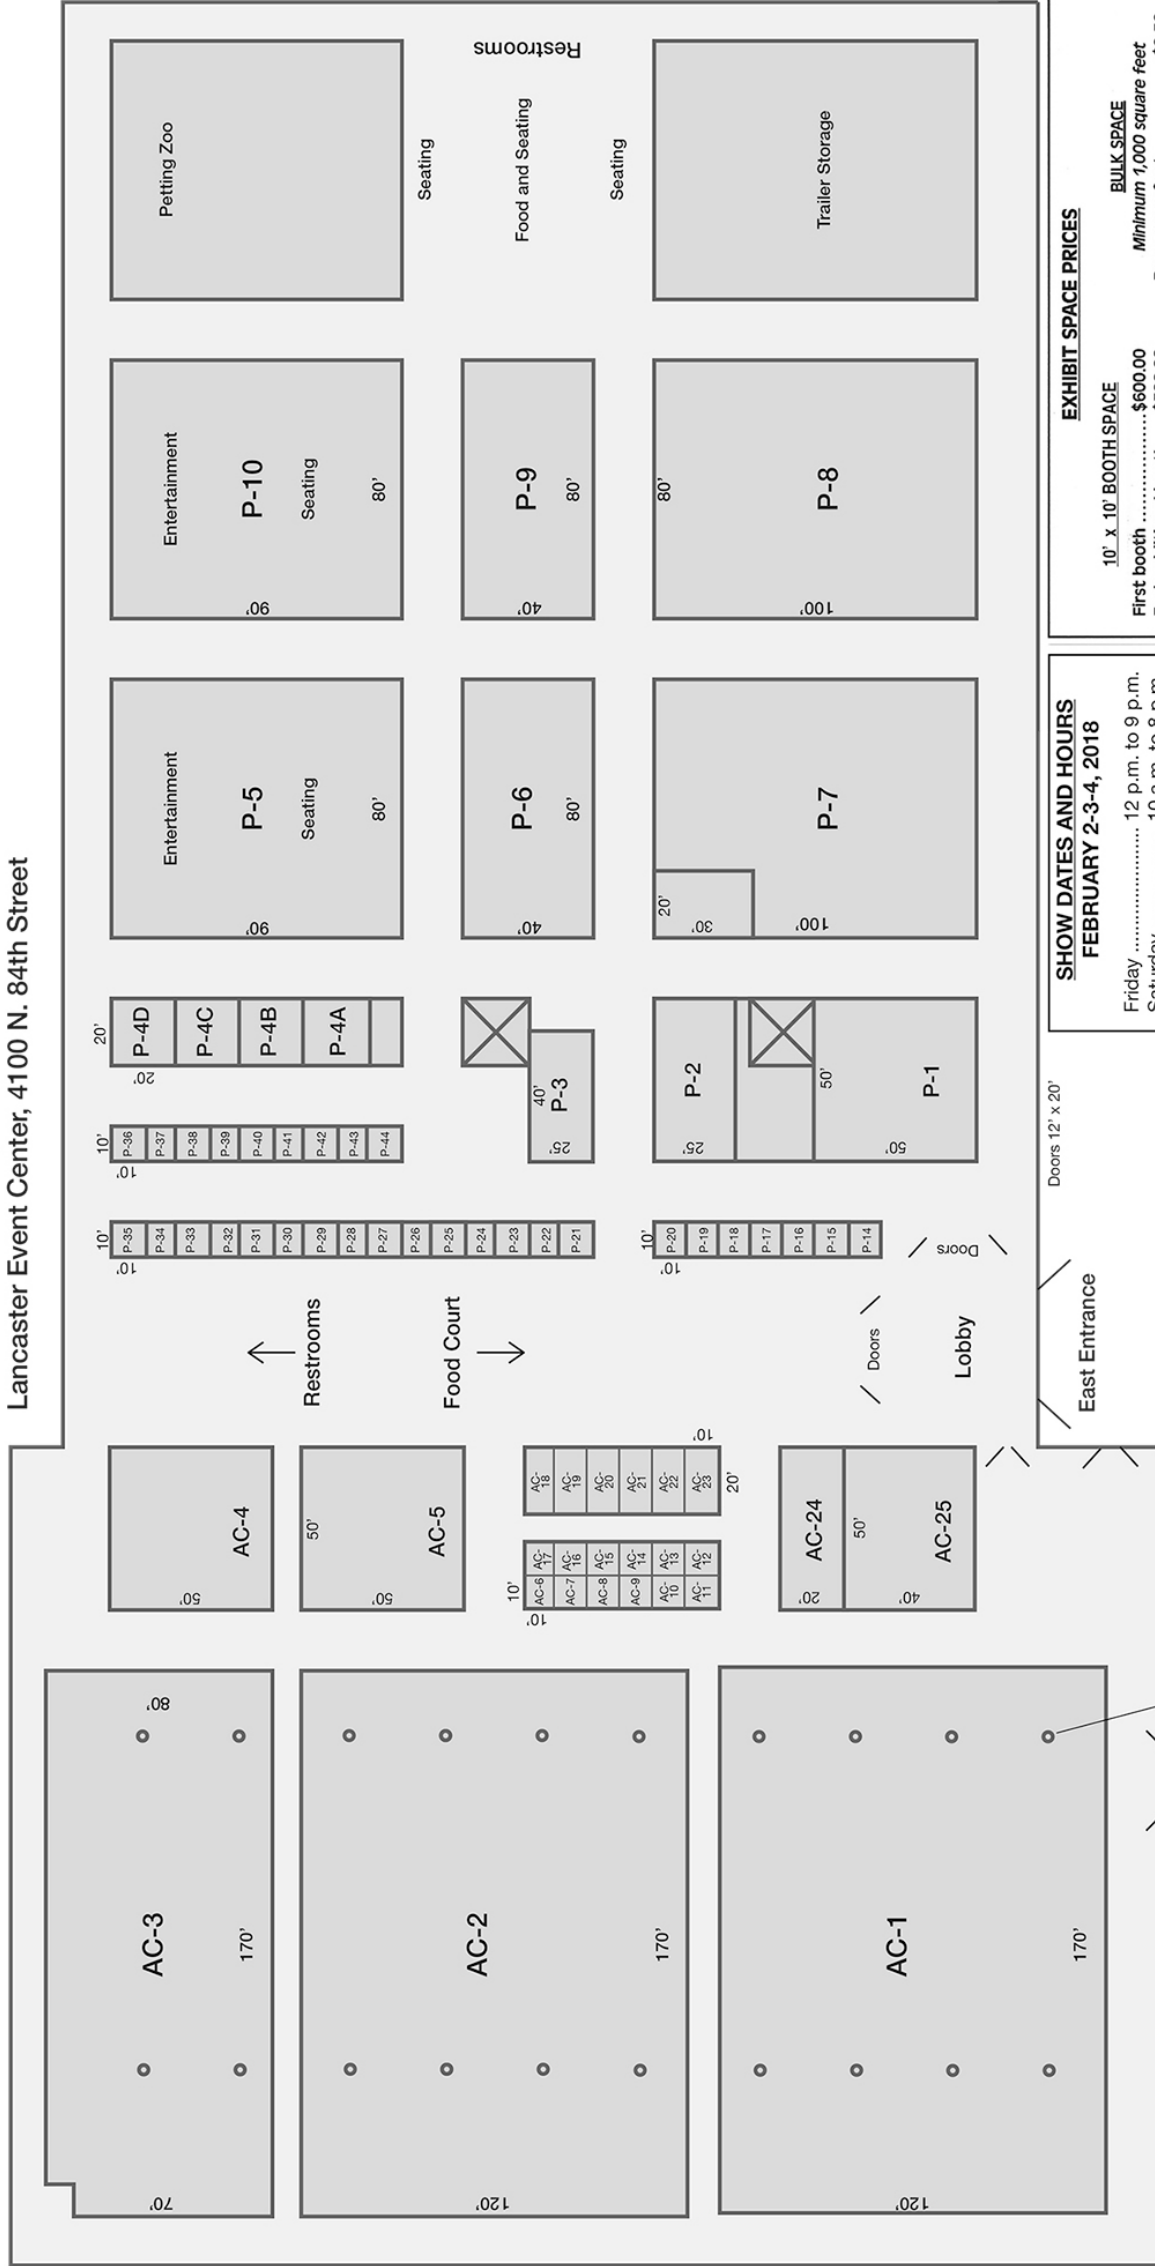 Lancaster Event Center, 4100 N. 84th Street
Petting Zoo
Seating
Food and Seating
Restrooms
Seating
Trailer Storage
Entertainment
P-10
Seating
80'
90'
P-9
80'
40'
80'
P-8
100'
Entertainment
P-5
Seating
80'
90'
P-6
80'
40'
P-7
20'
30'
100'
20'
P-4D
P-4C
P-4B
P-4A
20'
40'
P-3
25'
P-2
25'
50'
P-1
50'
10'
P-36
P-37
P-38
P-39
P-40
P-41
P-42
P-43
P-44
10'
10'
P-35
P-34
P-33
P-32
P-31
P-30
P-29
P-28
P-27
P-26
P-25
P-24
P-23
P-22
P-21
10'
10'
P-20
P-19
P-18
P-17
P-16
P-15
P-14
10'
Doors
Restrooms
Food Court
Doors
Lobby
East Entrance
Doors 12' x 20'
AC-4
50'
50'
AC-5
50'
AC-18
AC-19
AC-20
AC-21
AC-22
AC-23
10'
20'
10'
AC-6
AC-17
AC-7
AC-16
AC-8
AC-15
AC-9
AC-14
AC-10
AC-13
AC-11
AC-12
10'
AC-24
20'
50'
AC-25
40'
AC-3
80'
170'
70'
AC-2
170'
120'
AC-1
170'
120'
SHOW DATES AND HOURS
FEBRUARY 2-3-4, 2018
Friday ..................... 12 p.m. to 9 p.m.
Saturday 10 a.m. to 8 p.m.
EXHIBIT SPACE PRICES
10' x 10' BOOTH SPACE
First booth ................ $600.00
BULK SPACE
Minimum 1,000 square feet